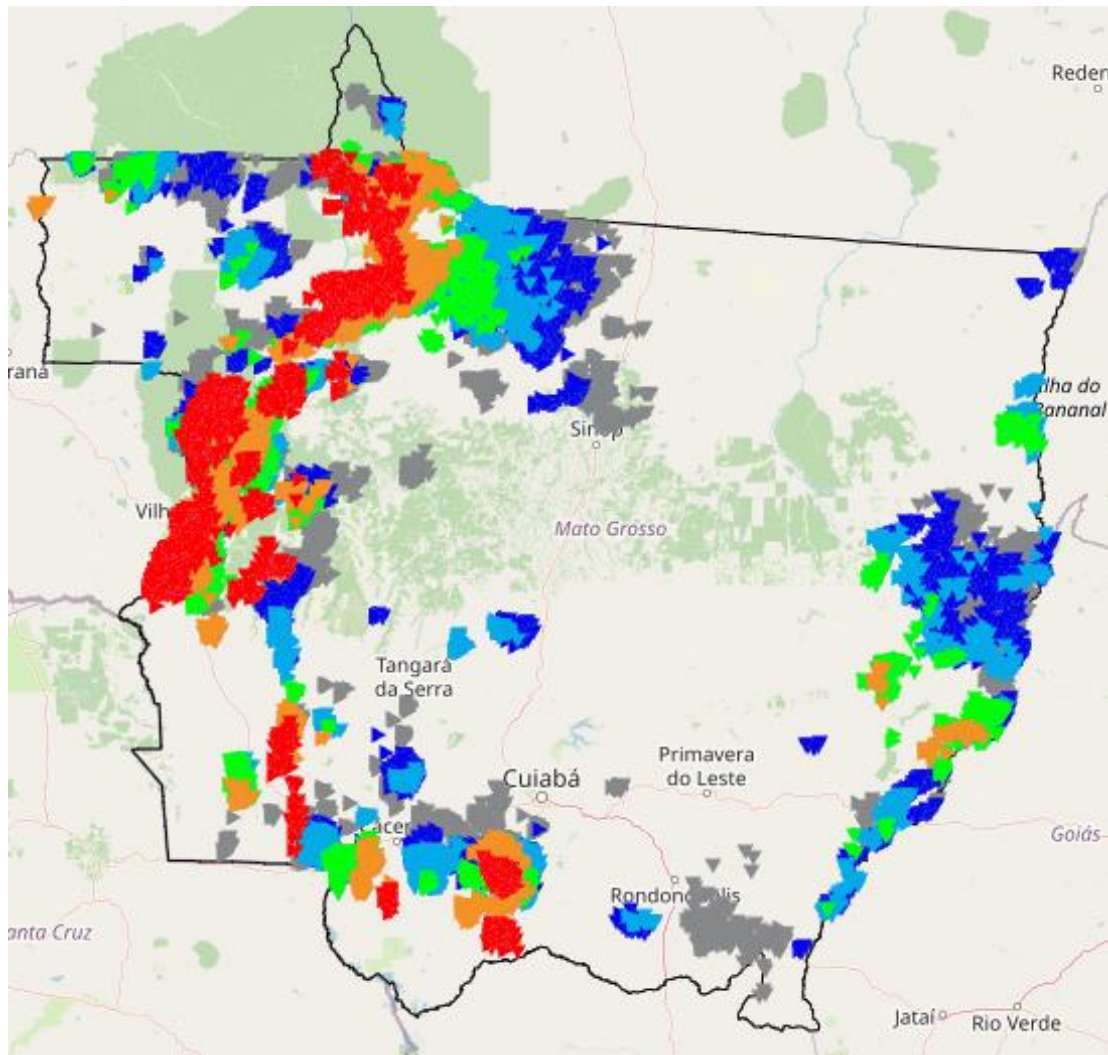 Reden
raná
Ilha do
Bananal
Sinop
Vilh
Mato Grosso
Tangará
da Serra
Primavera
do Leste
Cuiabá
Goiás
Rondonópolis
anta Cruz
Jataí
Rio Verde